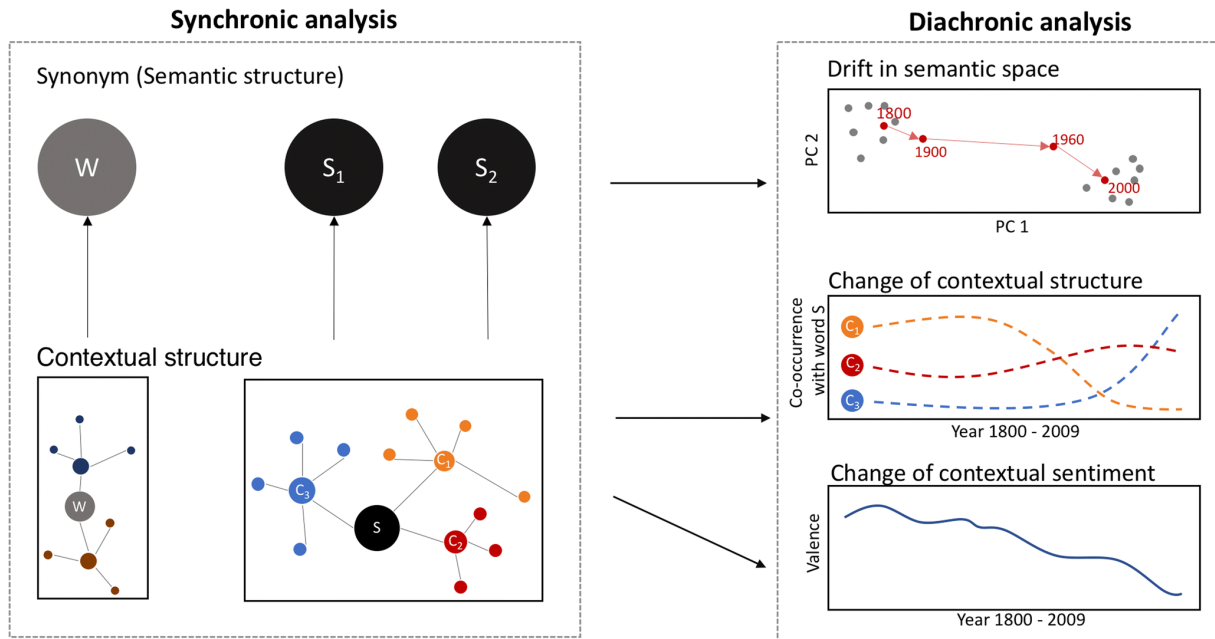 Synchronic analysis
Synonym (Semantic structure)
W
S₁
S₂
Contextual structure
W
C₃
C₁
S
C₂
Diachronic analysis
Drift in semantic space
PC 2
1800
1900
1960
2000
PC 1
Change of contextual structure
Co-occurrence
with word S
C₁
C₂
C₃
Year 1800 - 2009
Change of contextual sentiment
Valence
Year 1800 - 2009